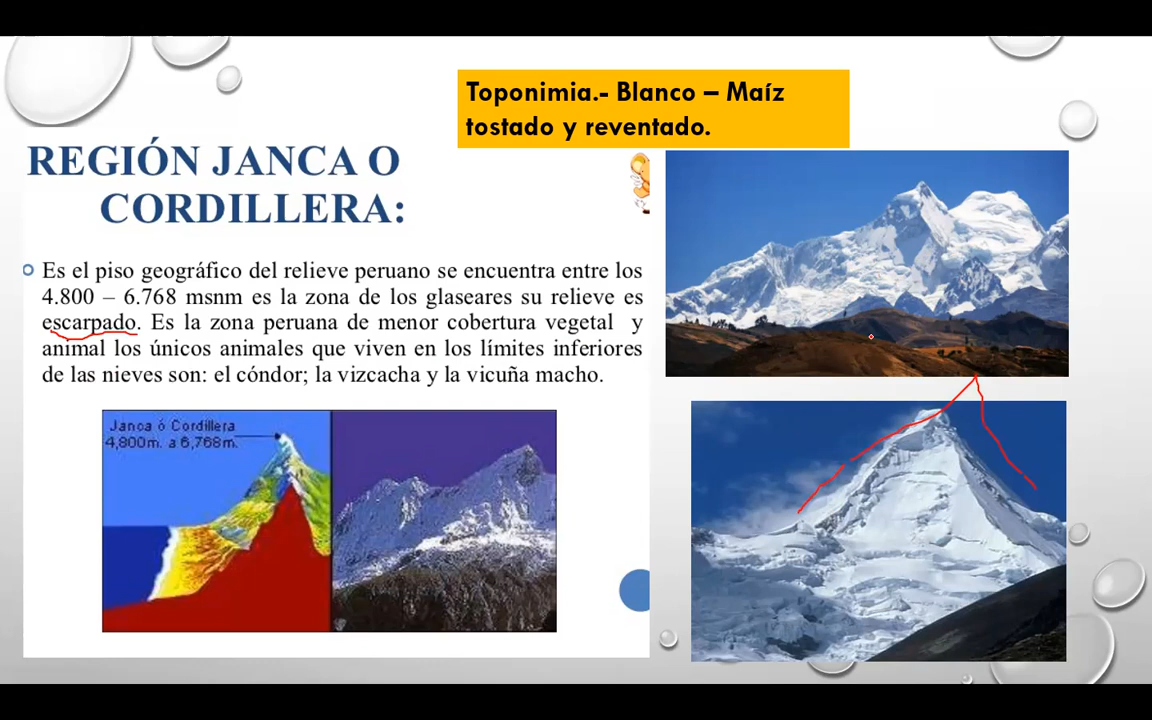 Toponimia.- Blanco – Maíz
tostado y reventado.
REGIÓN JANCA O
CORDILLERA:
Es el piso geográfico del relieve peruano se encuentra entre los
4.800 – 6.768 msnm es la zona de los glaseares su relieve es
escarpado. Es la zona peruana de menor cobertura vegetal y
animal los únicos animales que viven en los límites inferiores
de las nieves son: el cóndor; la vizcacha y la vicuña macho.
Janca ó Cordillera
4,800m. a 6,768m.